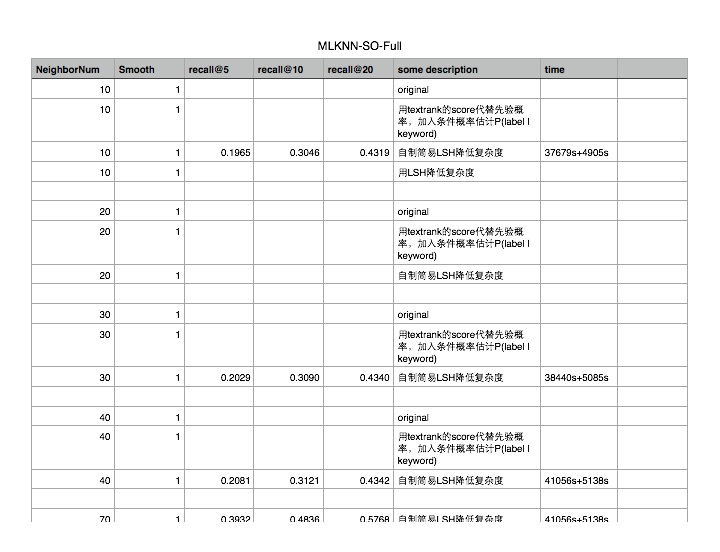 MLKNN-SO-Full
NeighborNum Smooth recall@5 recall@10 recall@20 some description time
10 1 original
10 1 用textrank的score代替先验概
率，加入条件概率估计P(label |
keyword)
10 1 0.1965 0.3046 0.4319 自制简易LSH降低复杂度 37679s+4905s
10 1 用LSH降低复杂度
20 1 original
20 1 用textrank的score代替先验概
率，加入条件概率估计P(label |
keyword)
20 1 自制简易LSH降低复杂度
30 1 original
30 1 用textrank的score代替先验概
率，加入条件概率估计P(label |
keyword)
30 1 0.2029 0.3090 0.4340 自制简易LSH降低复杂度 38440s+5085s
40 1 original
40 1 用textrank的score代替先验概
率，加入条件概率估计P(label |
keyword)
40 1 0.2081 0.3121 0.4342 自制简易LSH降低复杂度 41056s+5138s
70 1 0.3932 0.4836 0.5768 自制简易LSH降低复杂度 41056s+5138s